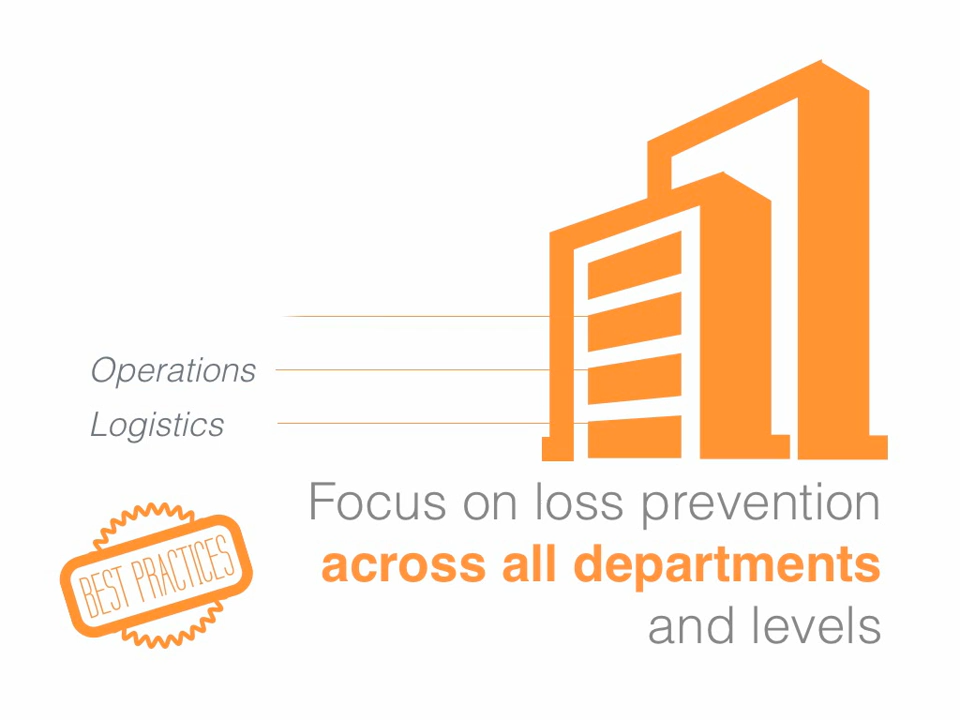 Operations
Logistics
Focus on loss prevention
across all departments
and levels
BEST PRACTICES